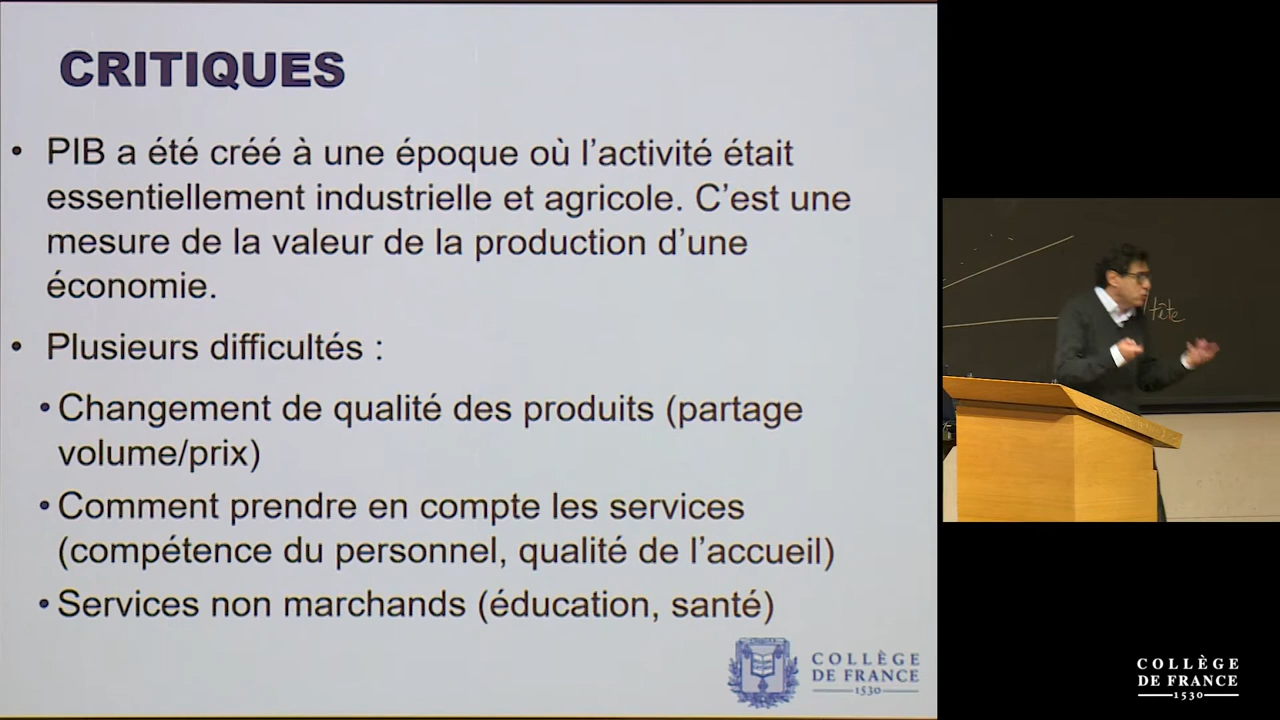 CRITIQUES
• PIB a été créé à une époque où l’activité était
essentiellement industrielle et agricole. C’est une
mesure de la valeur de la production d’une
économie.
• Plusieurs difficultés :
• Changement de qualité des produits (partage
volume/prix)
• Comment prendre en compte les services
(compétence du personnel, qualité de l’accueil)
• Services non marchands (éducation, santé)
COLLÈGE
DE FRANCE
1530
tête
COLLÈGE
DE FRANCE
1530